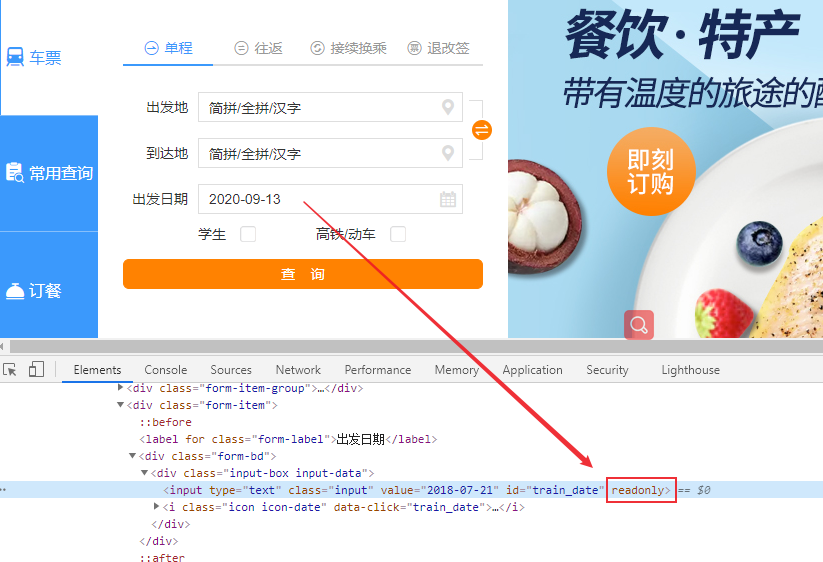 车票
常用查询
订餐
单程 往返 接续换乘 退改签
出发地 简拼/全拼/汉字
到达地 简拼/全拼/汉字
出发日期 2020-09-13
学生 高铁/动车
查 询
餐饮·特产
带有温度的旅途的
即刻
订购
Elements Console Sources Network Performance Memory Application Security Lighthouse
<div class="form-item-group">…</div>
<div class="form-item">
::before
<label for class="form-label">出发日期</label>
<div class="form-bd">
<div class="input-box input-data">
<input type="text" class="input" value="2018-07-21" id="train_date" readonly> == $0
<i class="icon icon-date" data-click="train_date">…</i>
</div>
</div>
::after